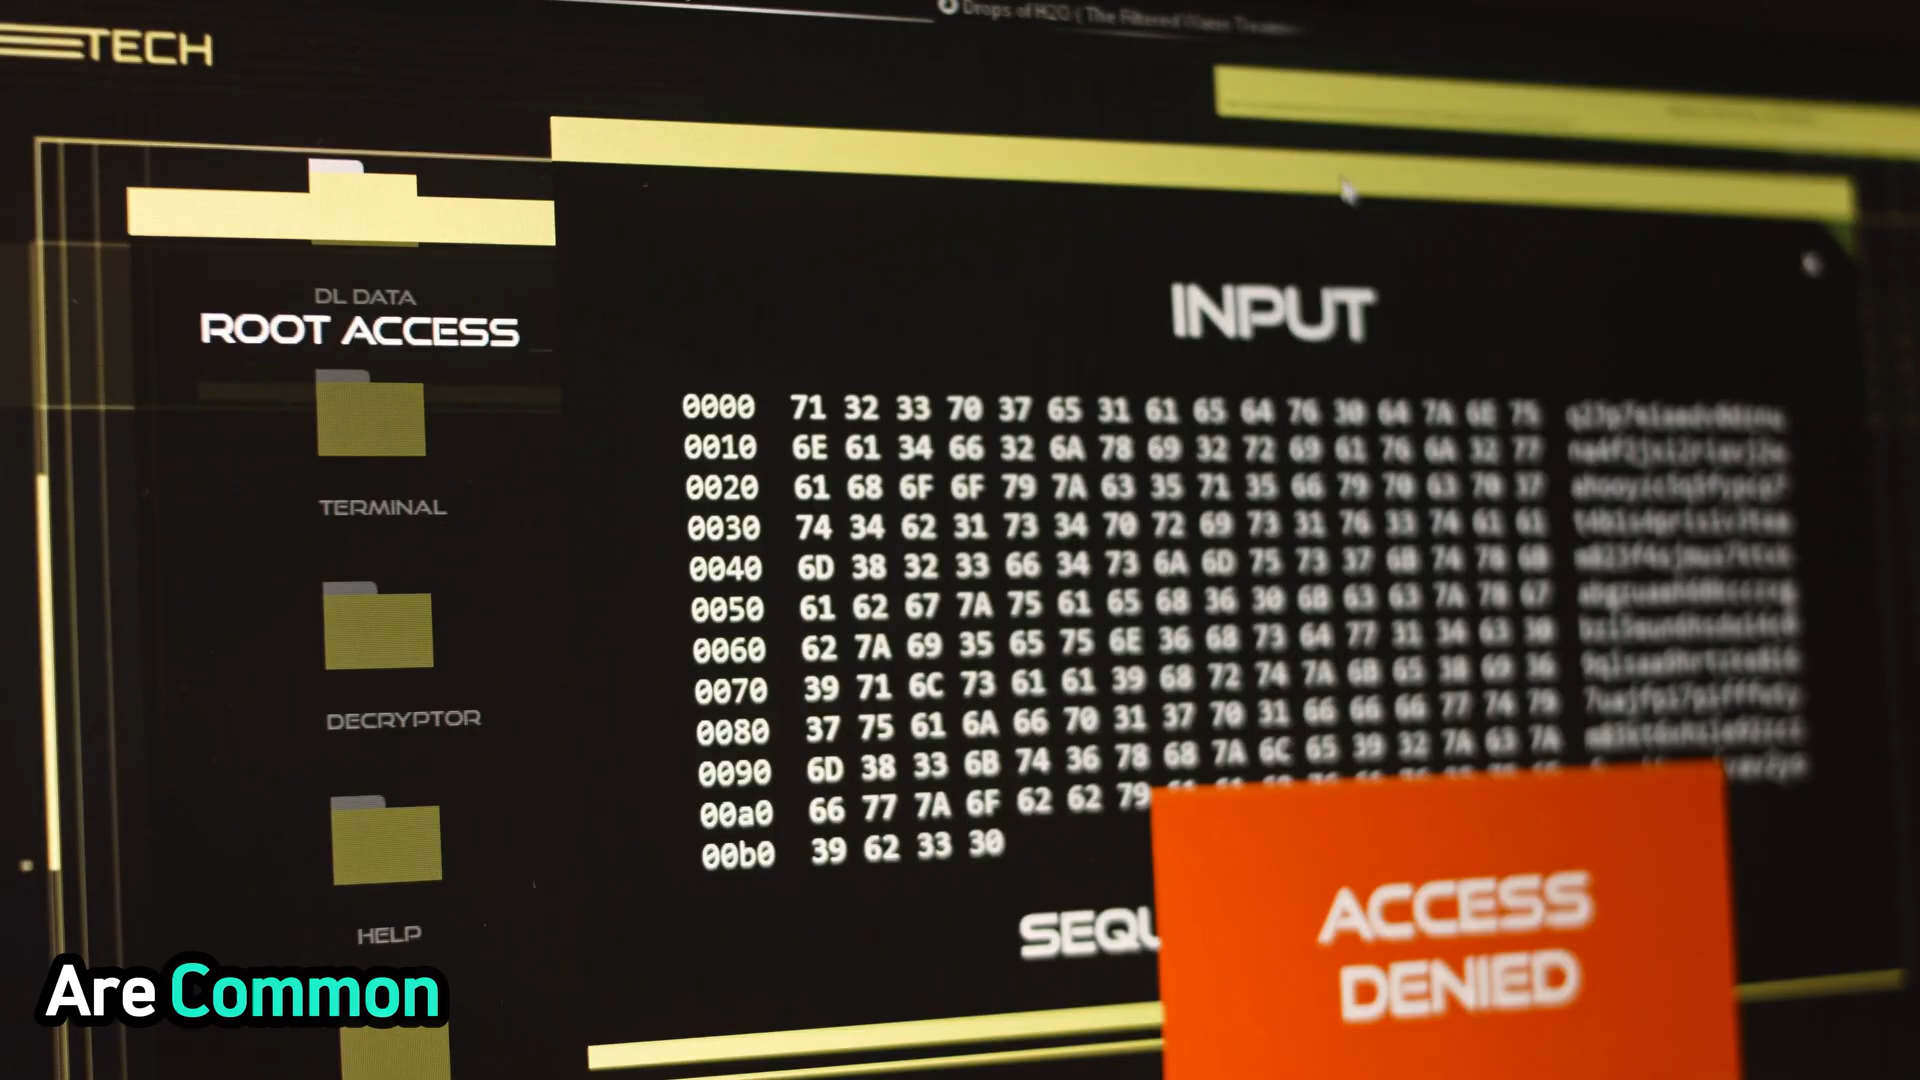 TECH
Drops of H2O ( The Filtered Water Treatm
DL DATA
ROOT ACCESS
TERMINAL
DECRYPTOR
HELP
INPUT
0000 71 32 33 70 37 65 31 61 65 64 76 30 64 7A 6E 75
0010 6E 61 34 66 32 6A 78 69 32 72 69 61 76 6A 32 77
0020 61 68 6F 6F 79 7A 63 35 71 35 66 79 70 63 70 37
0030 74 34 62 31 73 34 70 72 69 73 31 76 33 74 61 61
0040 6D 38 32 33 66 34 73 6A 6D 75 73 37 6B 74 78 6B
0050 61 62 67 7A 75 61 65 68 36 30 6B 63 63 7A 78 67
0060 62 7A 69 35 65 75 6E 36 68 73 64 77 31 34 63 30
0070 39 71 6C 73 61 61 39 68 72 74 7A 6B 65 38 69 36
0080 37 75 61 6A 66 70 31 37 70 31 66 66 66 77 74 79
0090 6D 38 33 6B 74 36 78 68 7A 6C 65 39 32 7A 63 7A
00a0 66 77 7A 6F 62 62 79
00b0 39 62 33 30
SEQU
ACCESS
DENIED
Are Common